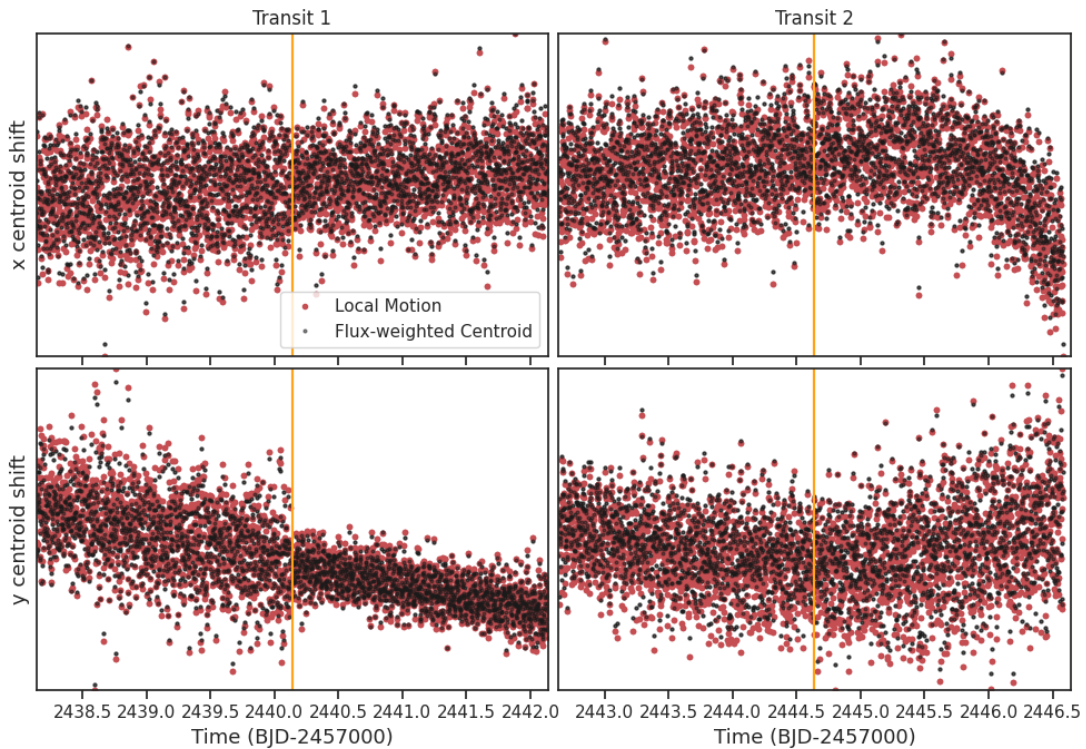 Transit 1
Transit 2
x centroid shift
Local Motion
Flux-weighted Centroid
y centroid shift
2438.5 2439.0 2439.5 2440.0 2440.5 2441.0 2441.5 2442.0
2443.0 2443.5 2444.0 2444.5 2445.0 2445.5 2446.0 2446.5
Time (BJD-2457000)
Time (BJD-2457000)